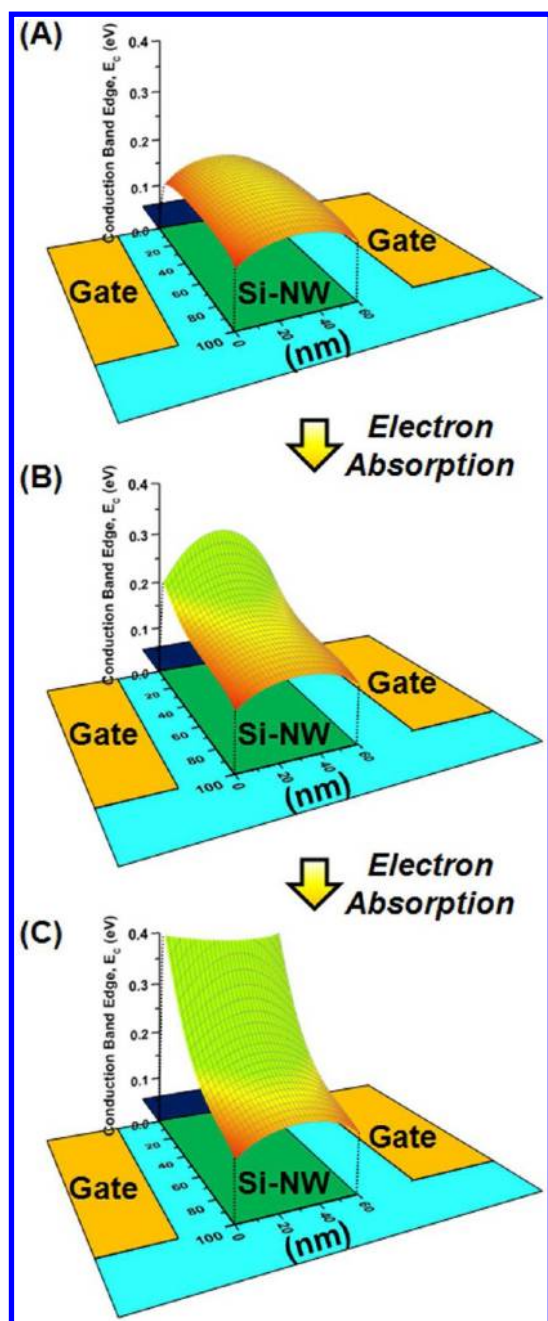 (A)
Conduction Band Edge, E_c (eV)
0.4
0.3
0.2
0.1
0.0
20
40
60
80
100
0
20
40
60
(nm)
Gate
Si-NW
Gate
Electron
Absorption
(B)
Conduction Band Edge, E_c (eV)
0.4
0.3
0.2
0.1
0.0
20
40
60
80
100
0
20
40
60
(nm)
Gate
Si-NW
Gate
Electron
Absorption
(C)
Conduction Band Edge, E_c (eV)
0.4
0.3
0.2
0.1
0.0
20
40
60
80
100
0
20
40
60
(nm)
Gate
Si-NW
Gate